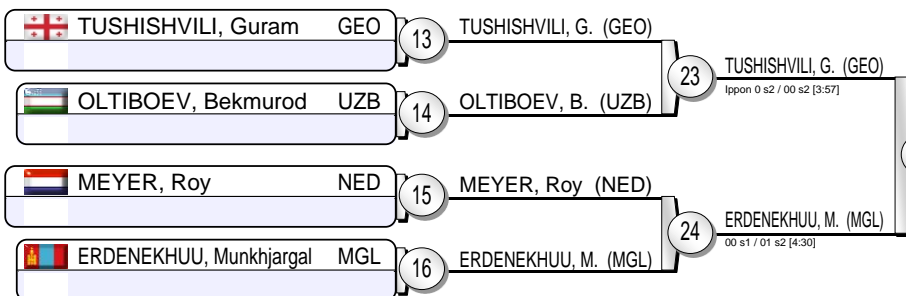 TUSHISHVILI, Guram GEO
13
TUSHISHVILI, G. (GEO)
OLTIBOEV, Bekmurod UZB
14
OLTIBOEV, B. (UZB)
23
TUSHISHVILI, G. (GEO)
Ippon 0 s2 / 00 s2 [3:57]
MEYER, Roy NED
15
MEYER, Roy (NED)
ERDENEKHUU, Munkhjargal MGL
16
ERDENEKHUU, M. (MGL)
24
ERDENEKHUU, M. (MGL)
00 s1 / 01 s2 [4:30]